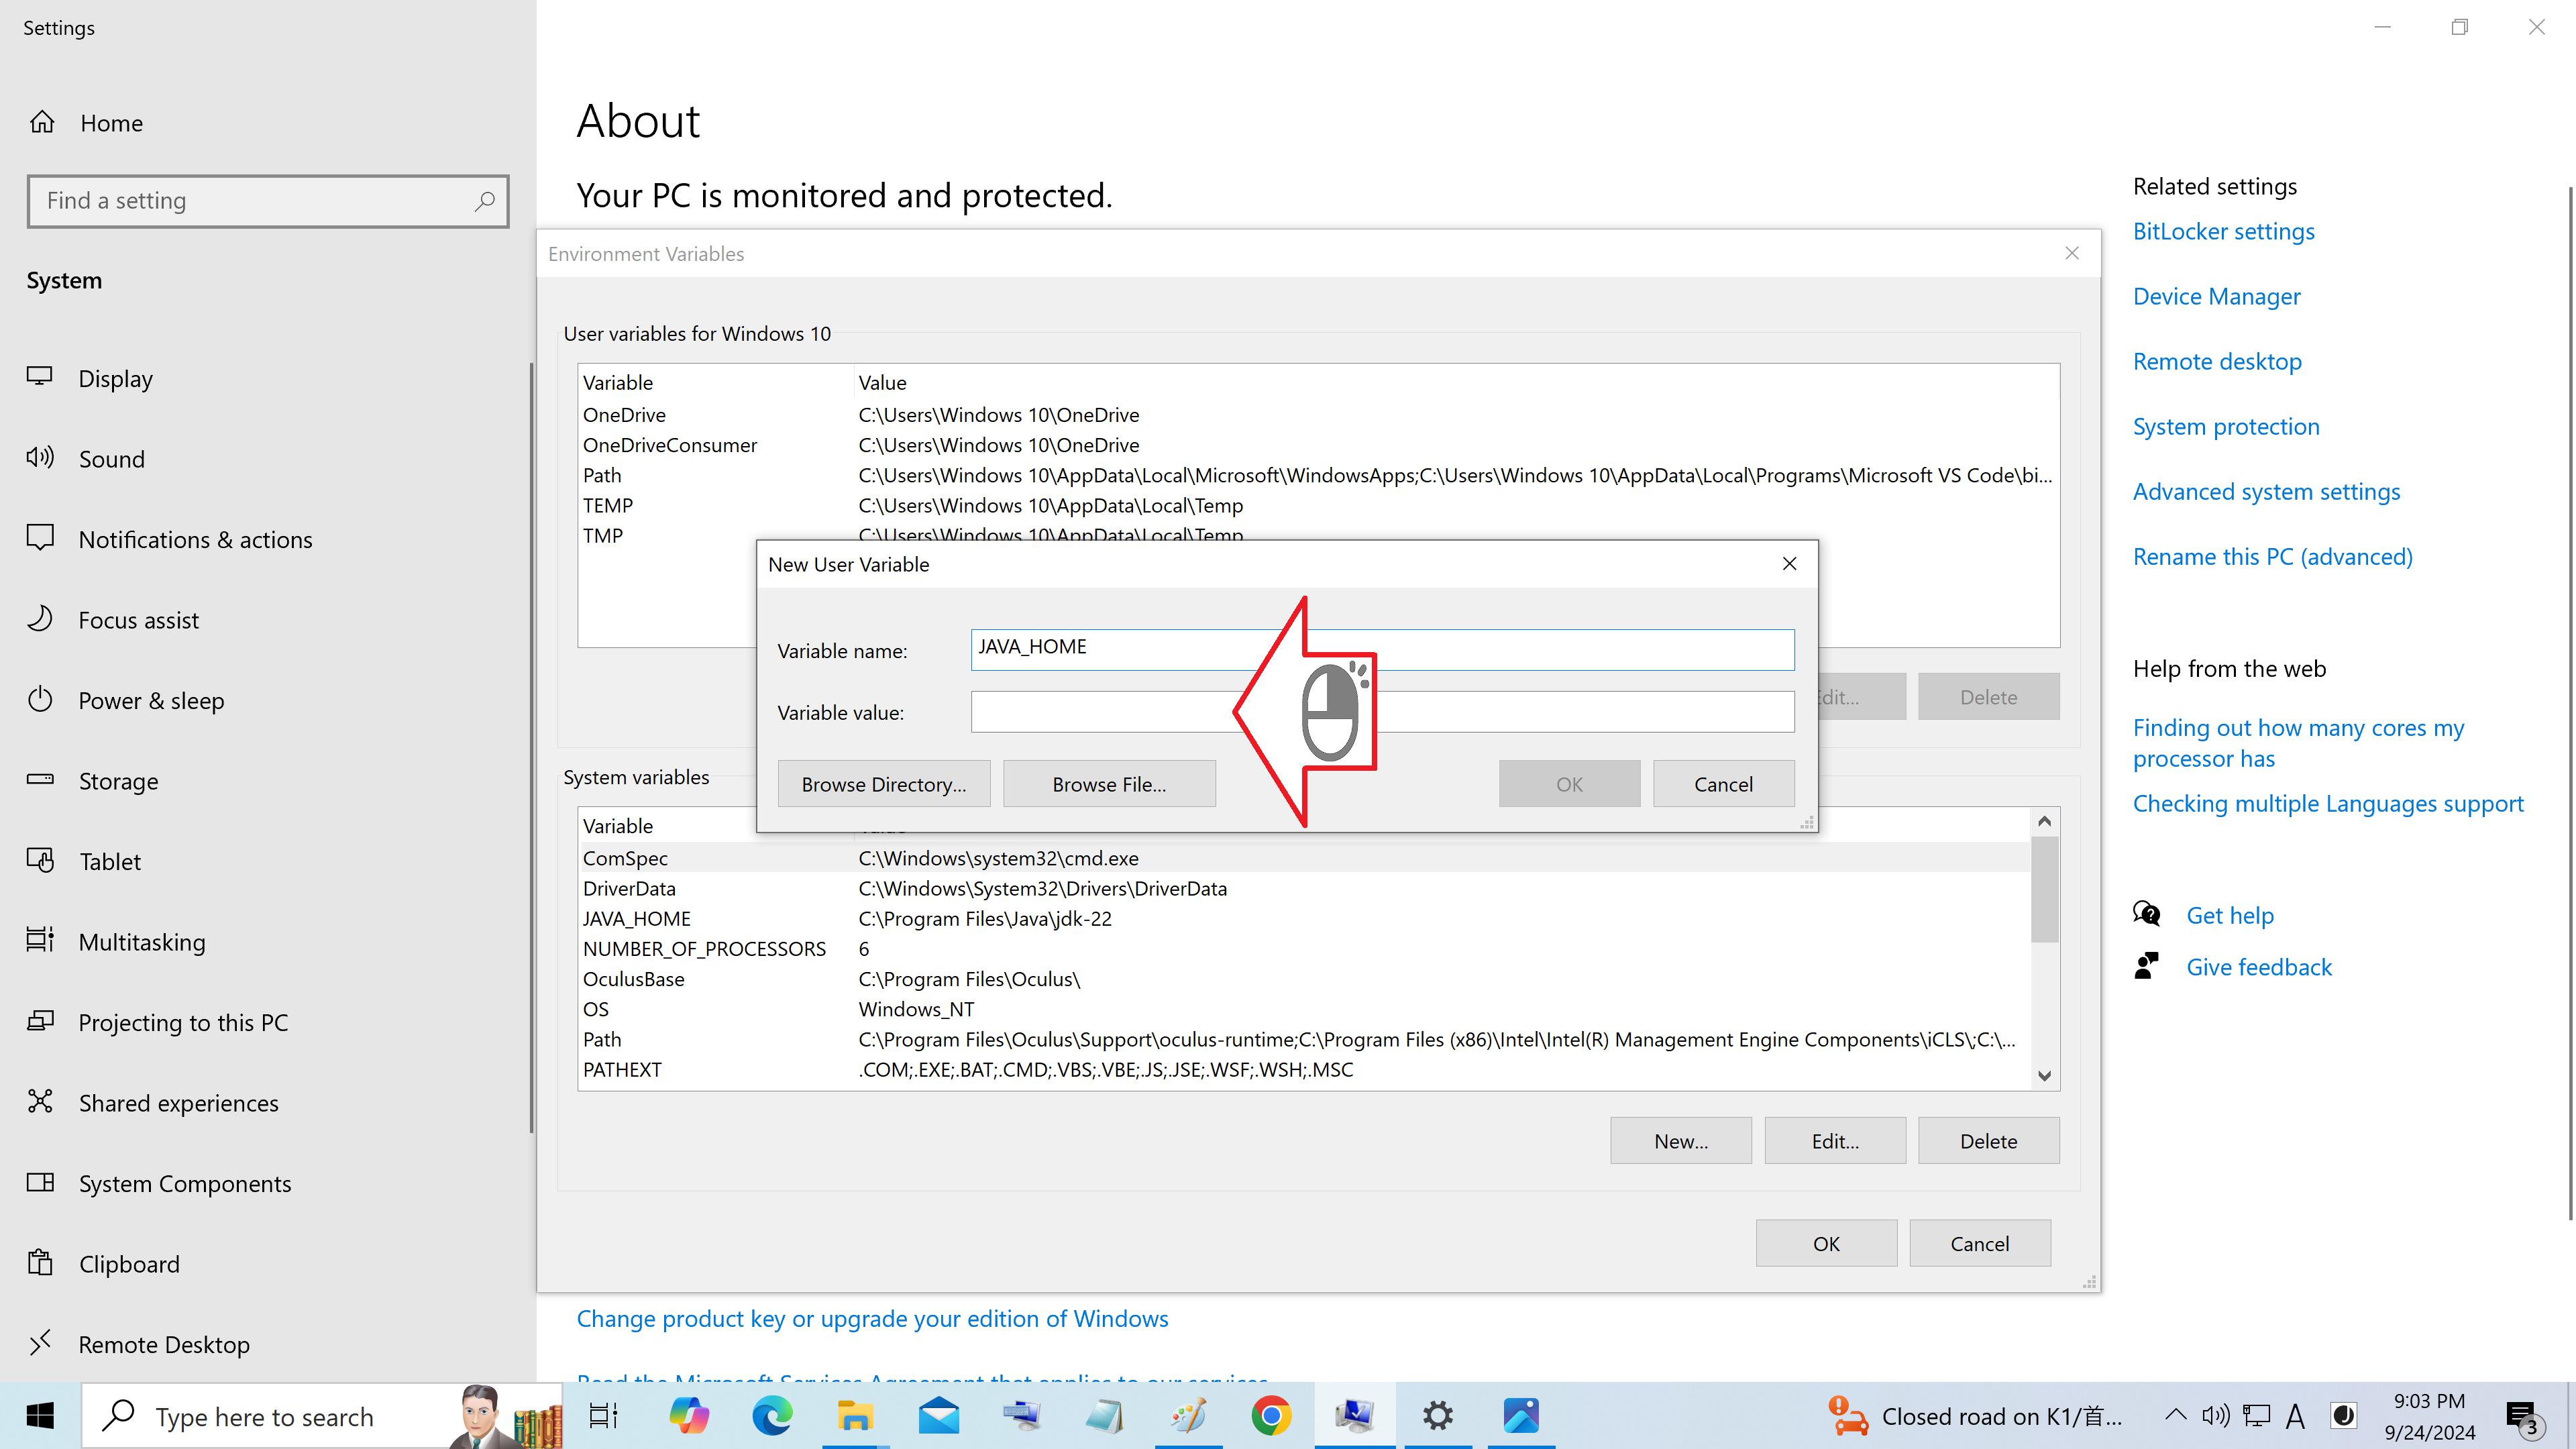 Settings
Home
Find a setting
System
Display
Sound
Notifications & actions
Focus assist
Power & sleep
Storage
Tablet
Multitasking
Projecting to this PC
Shared experiences
System Components
Clipboard
Remote Desktop
About
Your PC is monitored and protected.
Environment Variables
User variables for Windows 10
Variable Value
OneDrive C:\Users\Windows 10\OneDrive
OneDriveConsumer C:\Users\Windows 10\OneDrive
Path C:\Users\Windows 10\AppData\Local\Microsoft\WindowsApps;C:\Users\Windows 10\AppData\Local\Programs\Microsoft VS Code\bi...
TEMP C:\Users\Windows 10\AppData\Local\Temp
TMP C:\Users\Windows 10\AppData\Local\Temp
New User Variable
Variable name: JAVA_HOME
Variable value:
Browse Directory... Browse File... OK Cancel
dit... Delete
System variables
Variable
ComSpec C:\Windows\system32\cmd.exe
DriverData C:\Windows\System32\Drivers\DriverData
JAVA_HOME C:\Program Files\Java\jdk-22
NUMBER_OF_PROCESSORS 6
OculusBase C:\Program Files\Oculus\
OS Windows_NT
Path C:\Program Files\Oculus\Support\oculus-runtime;C:\Program Files (x86)\Intel\Intel(R) Management Engine Components\iCLS\;C:\...
PATHEXT .COM;.EXE;.BAT;.CMD;.VBS;.VBE;.JS;.JSE;.WSF;.WSH;.MSC
New... Edit... Delete
OK Cancel
Change product key or upgrade your edition of Windows
Read the Microsoft Services Agreement that applies to our services
Related settings
BitLocker settings
Device Manager
Remote desktop
System protection
Advanced system settings
Rename this PC (advanced)
Help from the web
Finding out how many cores my
processor has
Checking multiple Languages support
Get help
Give feedback
Type here to search
Closed road on K1/首...
A
9:03 PM
9/24/2024
3